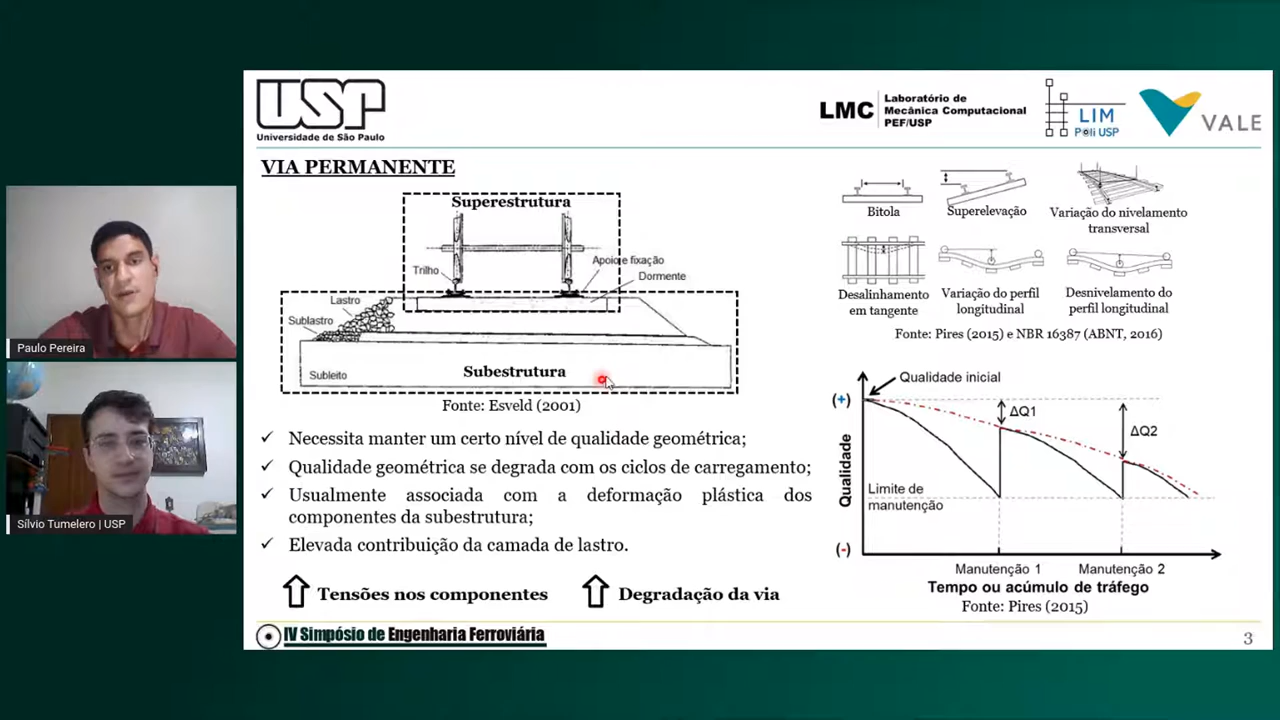 USP
Universidade de São Paulo
LMC
Laboratório de
Mecânica Computacional
PEF/USP
LIM
Poli USP
VALE
VIA PERMANENTE
Superestrutura
Trilho
Apoio e fixação
Dormente
Lastro
Sublastro
Subleito
Subestrutura
Fonte: Esveld (2001)
Bitola
Superelevação
Variação do nivelamento
transversal
Desalinhamento
em tangente
Variação do perfil
longitudinal
Desnivelamento do
perfil longitudinal
Fonte: Pires (2015) e NBR 16387 (ABNT, 2016)
✓ Necessita manter um certo nível de qualidade geométrica;
✓ Qualidade geométrica se degrada com os ciclos de carregamento;
✓ Usualmente associada com a deformação plástica dos
componentes da subestrutura;
✓ Elevada contribuição da camada de lastro.
Tensões nos componentes
Degradação da via
Qualidade inicial
(+)
ΔQ1
ΔQ2
Qualidade
Limite de
manutenção
(-)
Manutenção 1
Manutenção 2
Tempo ou acúmulo de tráfego
Fonte: Pires (2015)
IV Simpósio de Engenharia Ferroviária
3
Paulo Pereira
Sílvio Tumelero | USP